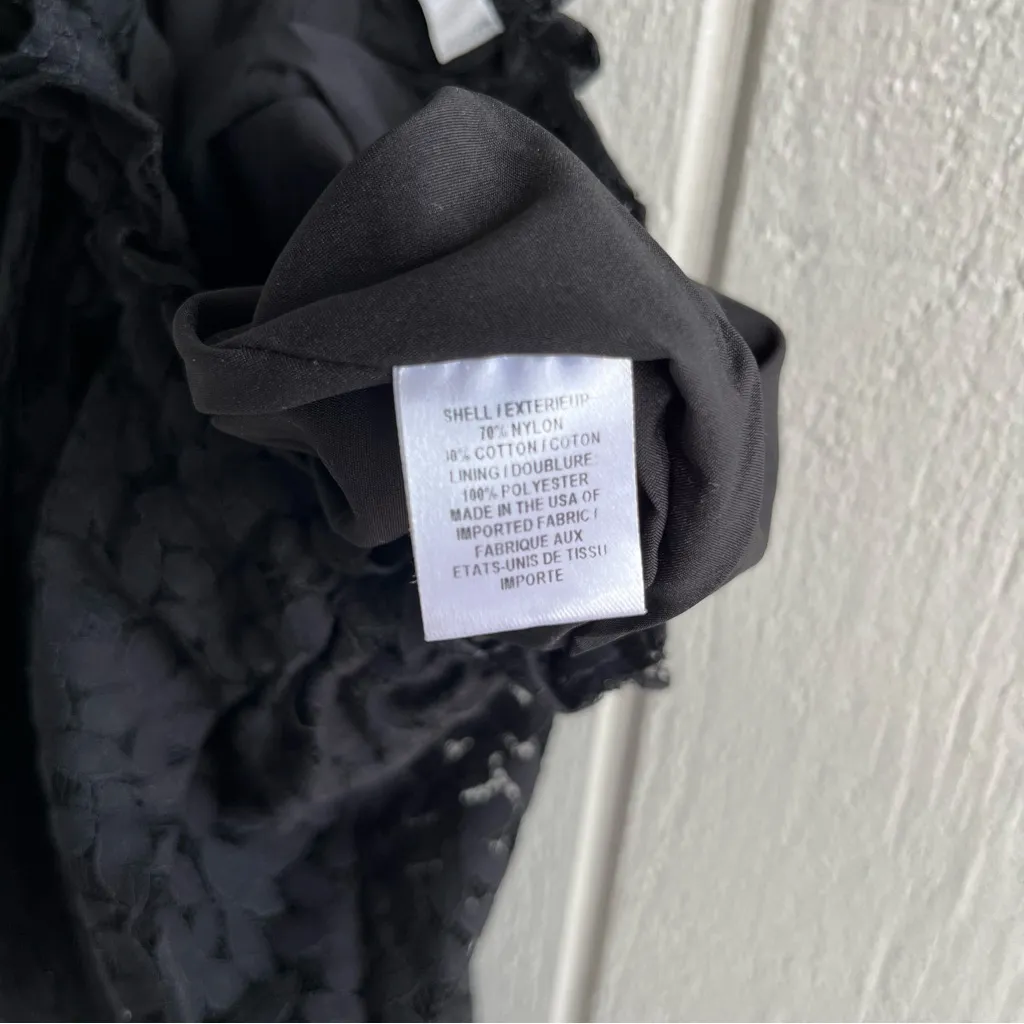 SHELL / EXTERIEUR
70% NYLON
COTTON / COTON
LINING / DOUBLURE
100% POLYESTER
MADE IN THE USA OF
IMPORTED FABRIC /
FABRIQUE AUX
ETATS-UNIS DE TISSU
IMPORTE